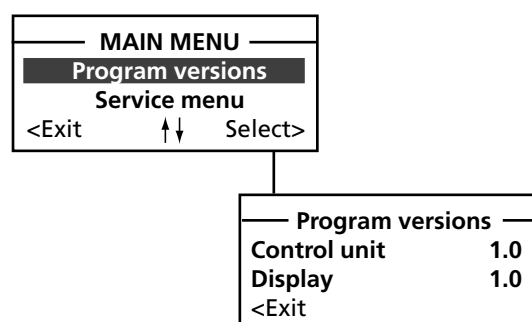 MAIN MENU
Program versions
Service menu
<Exit ↑↓ Select>
Program versions
Control unit 1.0
Display 1.0
<Exit